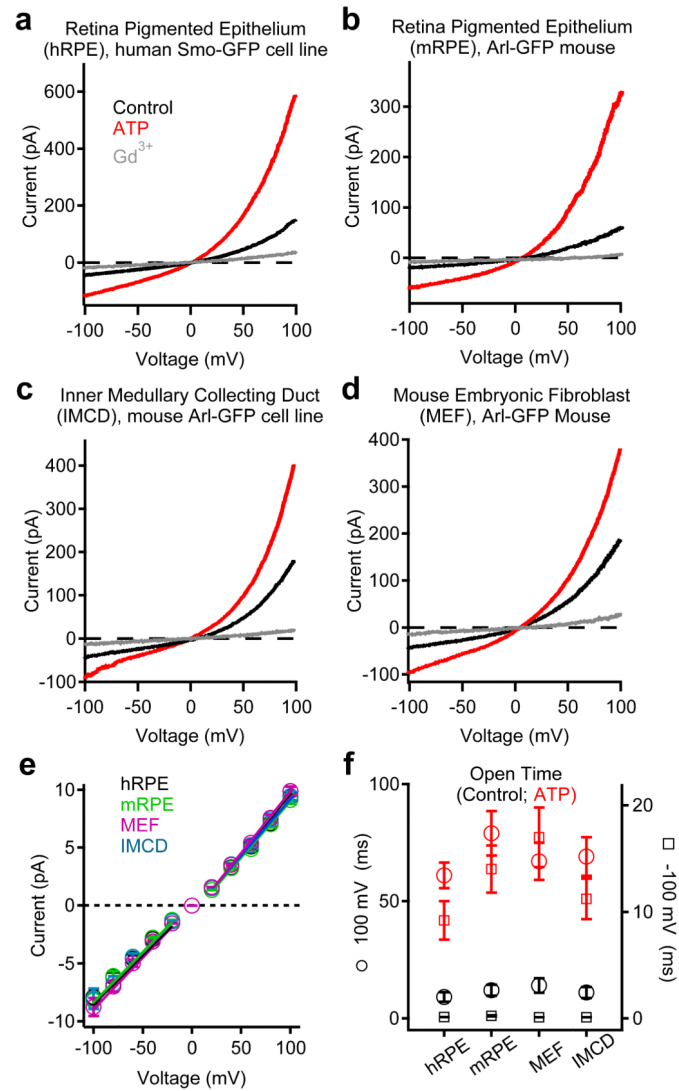 a
Retina Pigmented Epithelium
(hRPE), human Smo-GFP cell line
600
400
200
0
Current (pA)
Control
ATP
Gd3+
-100
-50
0
50
100
Voltage (mV)
b
Retina Pigmented Epithelium
(mRPE), Arl-GFP mouse
300
200
100
0
Current (pA)
-100
-50
0
50
100
Voltage (mV)
c
Inner Medullary Collecting Duct
(IMCD), mouse Arl-GFP cell line
400
300
200
100
0
-100
Current (pA)
-100
-50
0
50
100
Voltage (mV)
d
Mouse Embryonic Fibroblast
(MEF), Arl-GFP Mouse
400
300
200
100
0
-100
Current (pA)
-100
-50
0
50
100
Voltage (mV)
e
10
5
0
-5
-10
Current (pA)
hRPE
mRPE
MEF
IMCD
-100
-50
0
50
100
Voltage (mV)
f
Open Time
(Control; ATP)
100
50
0
100 mV (ms)
20
10
0
-100 mV (ms)
hRPE
mRPE
MEF
IMCD